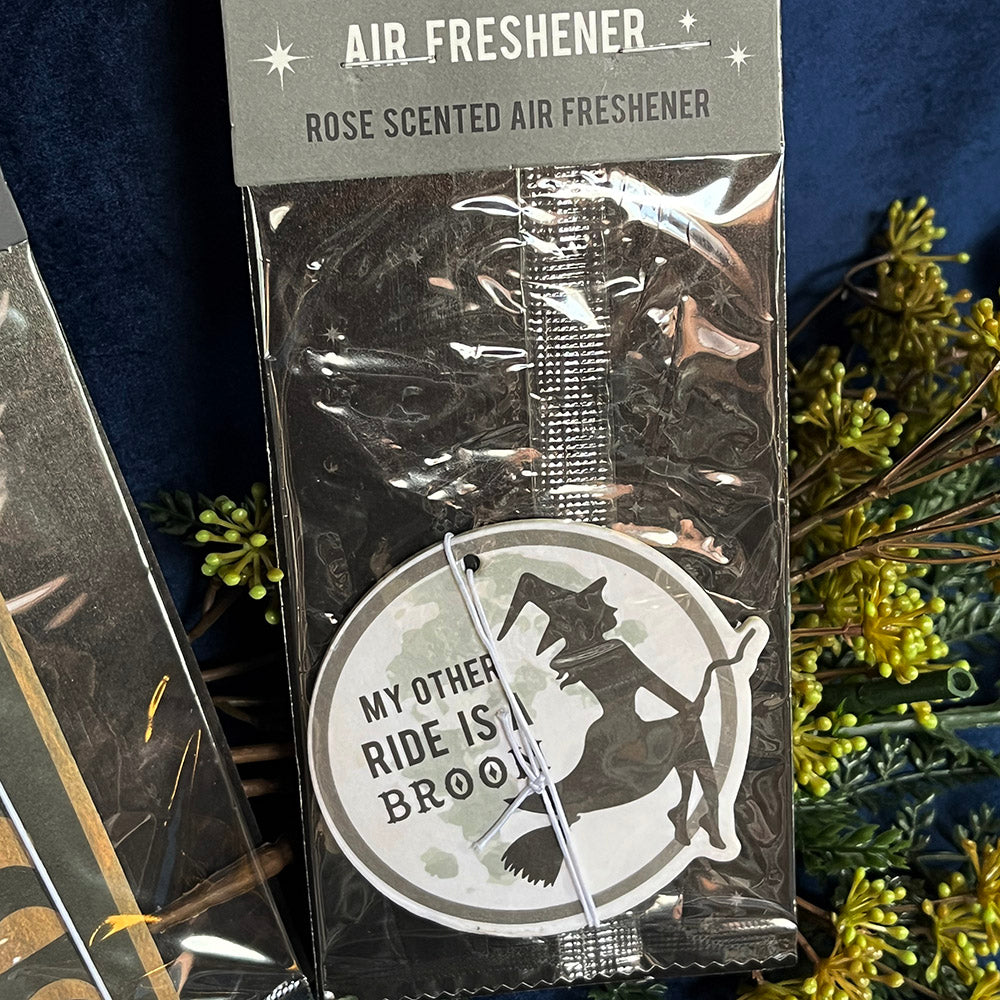 AIR FRESHENER
ROSE SCENTED AIR FRESHENER
MY OTHER
RIDE IS A
BROOM